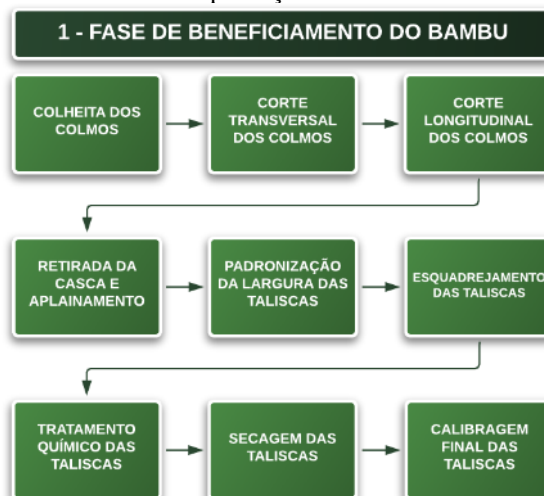 1 - FASE DE BENEFICIAMENTO DO BAMBU
COLHEITA DOS
COLMOS
CORTE
TRANSVERSAL
DOS COLMOS
CORTE
LONGITUDINAL
DOS COLMOS
RETIRADA DA
CASCA E
APLAINAMENTO
PADRONIZAÇÃO
DA LARGURA DAS
TALISCAS
ESQUADREJAMENTO
DAS TALISCAS
TRATAMENTO
QUÍMICO DAS
TALISCAS
SECAGEM DAS
TALISCAS
CALIBRAGEM
FINAL DAS
TALISCAS